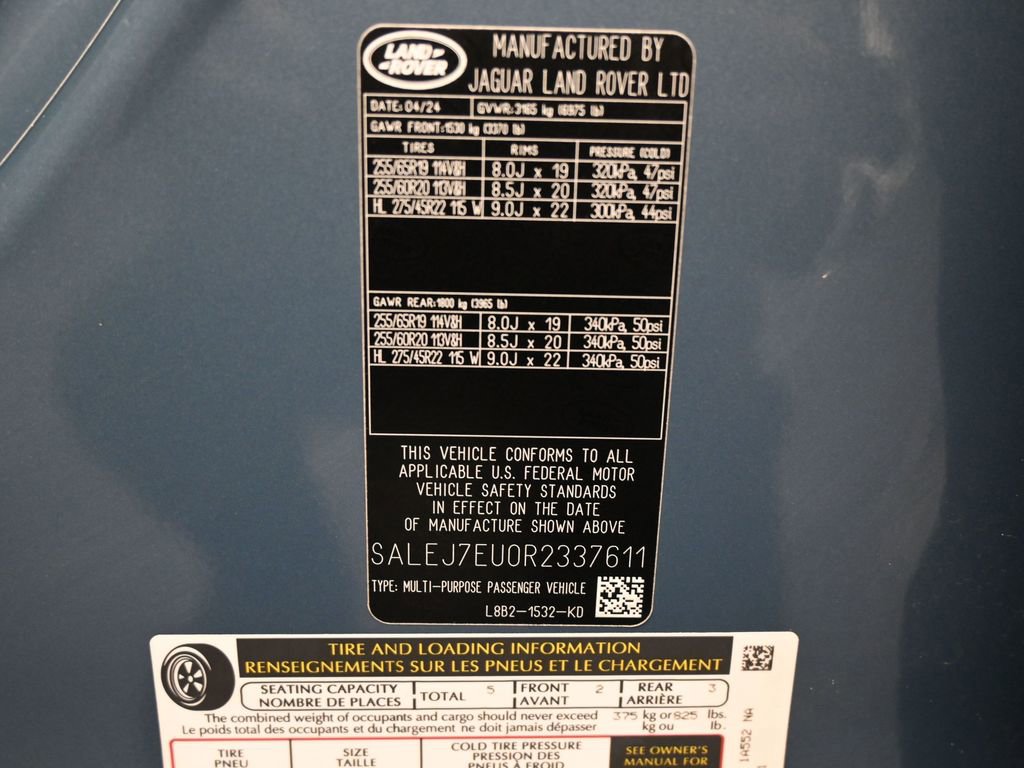 LAND
ROVER
MANUFACTURED BY
JAGUAR LAND ROVER LTD
DATE: 04/24 GVWR: 3165 kg (6975 lb)
GAWR FRONT: 1530 kg (3370 lb)
TIRES RIMS PRESSURE (COLD)
255/65R19 114V&H 8.0J x 19 320kPa, 47psi
255/60R20 113V&H 8.5J x 20 320kPa, 47psi
HL 275/45R22 115 W 9.0J x 22 300kPa, 44psi
GAWR REAR: 1800 kg (3965 lb)
255/65R19 114V&H 8.0J x 19 340kPa, 50psi
255/60R20 113V&H 8.5J x 20 340kPa, 50psi
HL 275/45R22 115 W 9.0J x 22 340kPa, 50psi
THIS VEHICLE CONFORMS TO ALL
APPLICABLE U.S. FEDERAL MOTOR
VEHICLE SAFETY STANDARDS
IN EFFECT ON THE DATE
OF MANUFACTURE SHOWN ABOVE
SALEJ7EU0R2337611
TYPE: MULTI-PURPOSE PASSENGER VEHICLE
L8B2-1532-KD
TIRE AND LOADING INFORMATION
RENSEIGNEMENTS SUR LES PNEUS ET LE CHARGEMENT
SEATING CAPACITY TOTAL 5 FRONT 2 REAR 3
NOMBRE DE PLACES AVANT ARRIÈRE
The combined weight of occupants and cargo should never exceed 375 kg or 825 lbs.
Le poids total des occupants et du chargement ne doit jamais dépasser kg ou lb.
TIRE SIZE COLD TIRE PRESSURE SEE OWNER'S
PNEU TAILLE PRESSION DES MANUAL FOR
PNEUS À FROID
1A552 NA